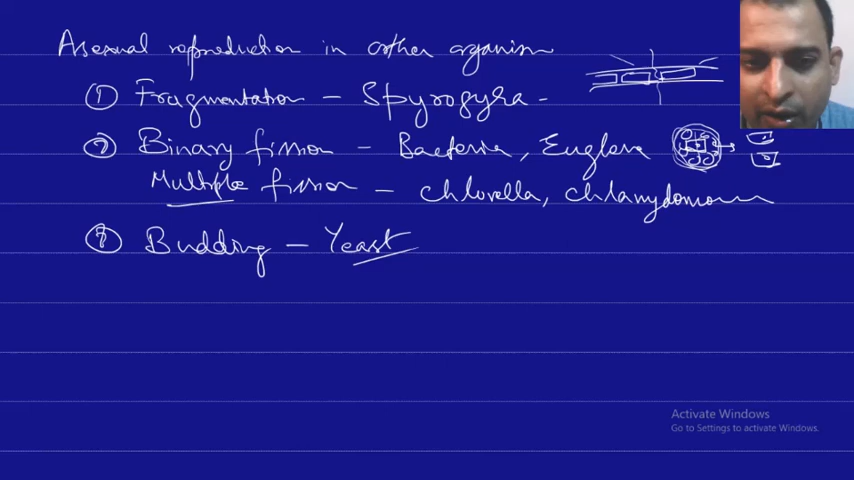 Asexual reproduction in other organism
① Fragmentation - Spyrogyra -
② Binary fission - Bacteria, Euglena
Multiple fission - chlorella, chlamydomonas
③ Budding - Yeast
Activate Windows
Go to Settings to activate Windows.